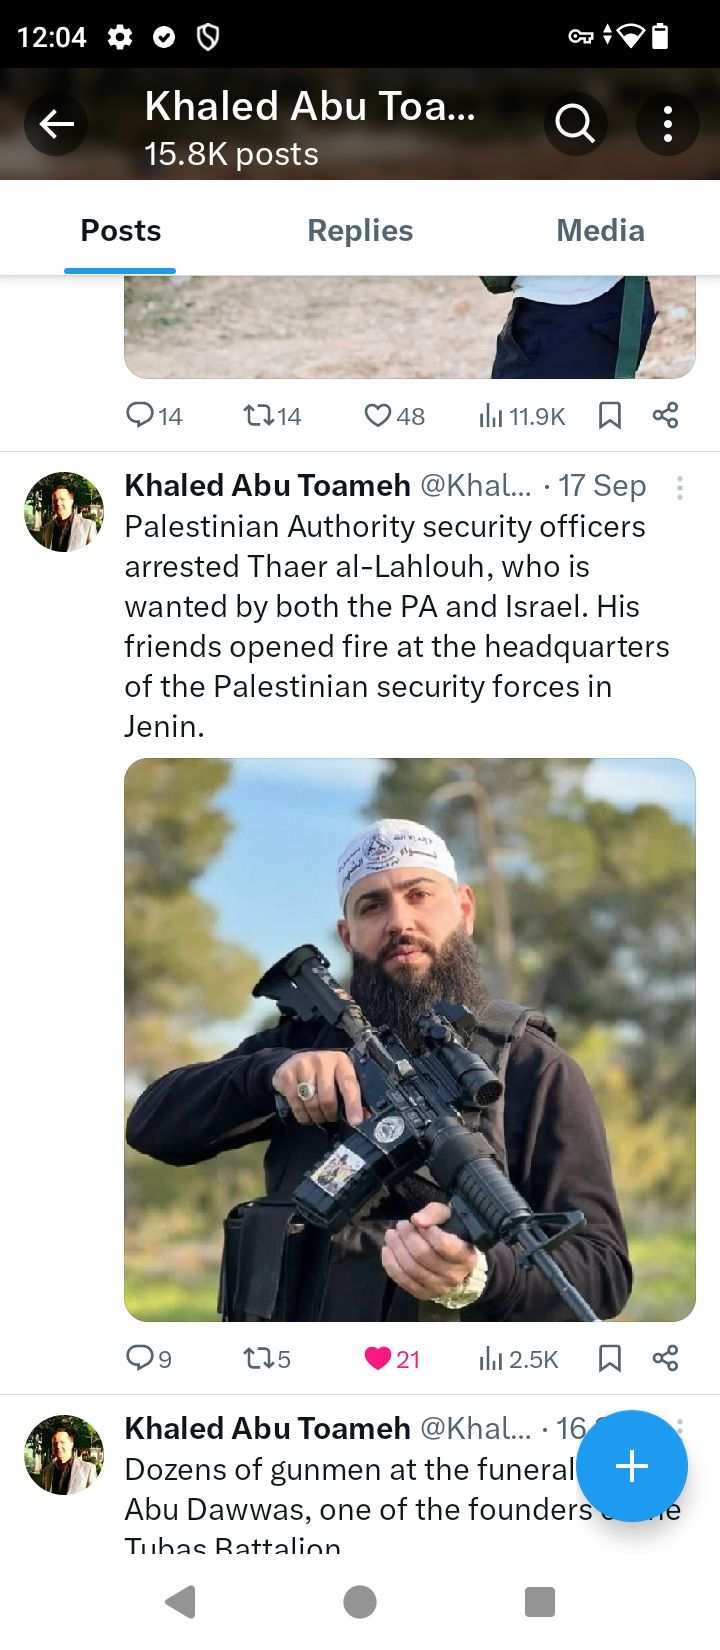 12:04
Khaled Abu Toa...
15.8K posts
Posts
Replies
Media
14
14
48
11.9K
Khaled Abu Toameh @Khal... · 17 Sep
Palestinian Authority security officers
arrested Thaer al-Lahlouh, who is
wanted by both the PA and Israel. His
friends opened fire at the headquarters
of the Palestinian security forces in
Jenin.
9
5
21
2.5K
Khaled Abu Toameh @Khal... · 16
Dozens of gunmen at the funeral
Abu Dawwas, one of the founders
Tubas Battalion